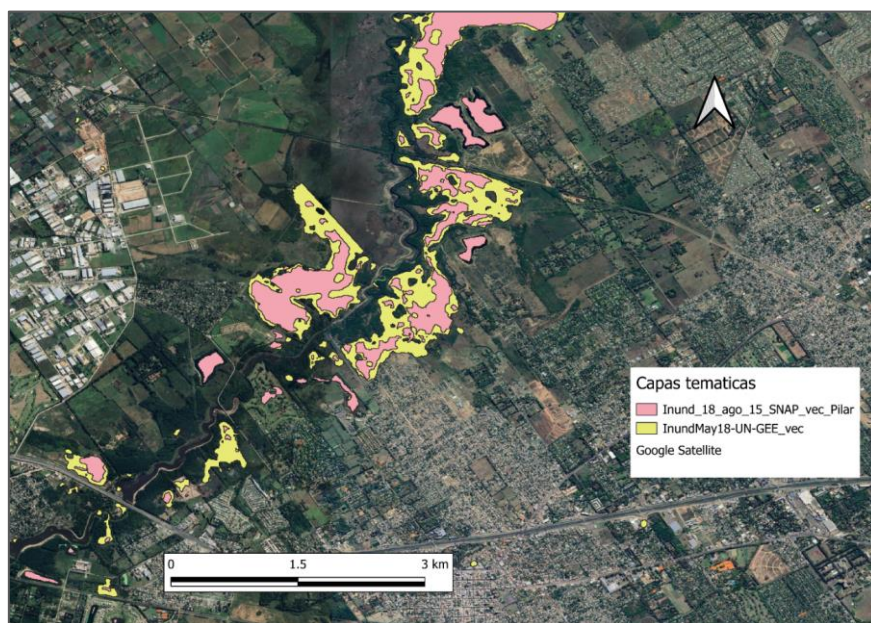 Capas tematicas
Inund_18_ago_15_SNAP_vec_Pilar
InundMay18-UN-GEE_vec
Google Satellite
0 1.5 3 km